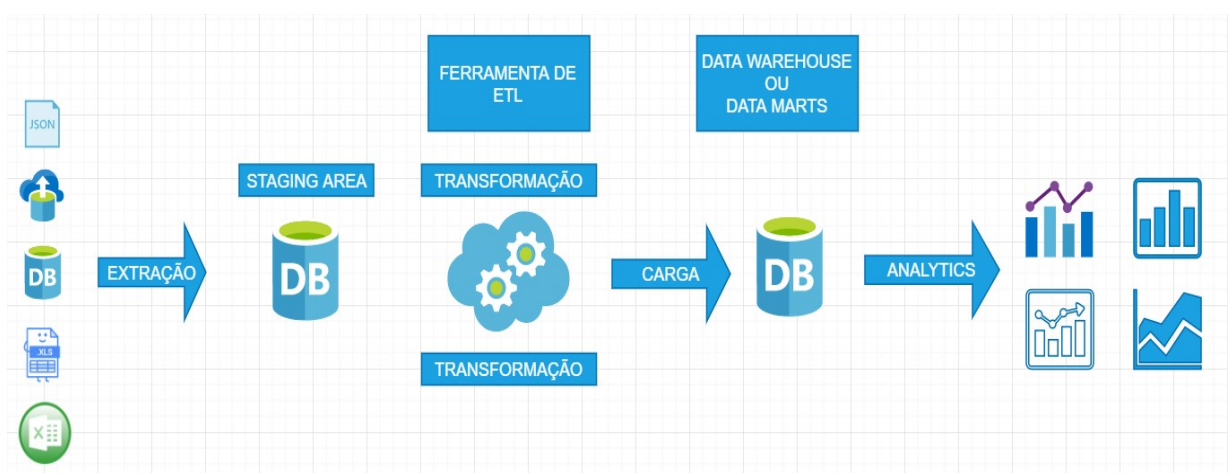 FERRAMENTA DE
ETL
DATA WAREHOUSE
OU
DATA MARTS
JSON
STAGING AREA
TRANSFORMAÇÃO
DB
EXTRAÇÃO
DB
CARGA
DB
ANALYTICS
.XLS
TRANSFORMAÇÃO
X